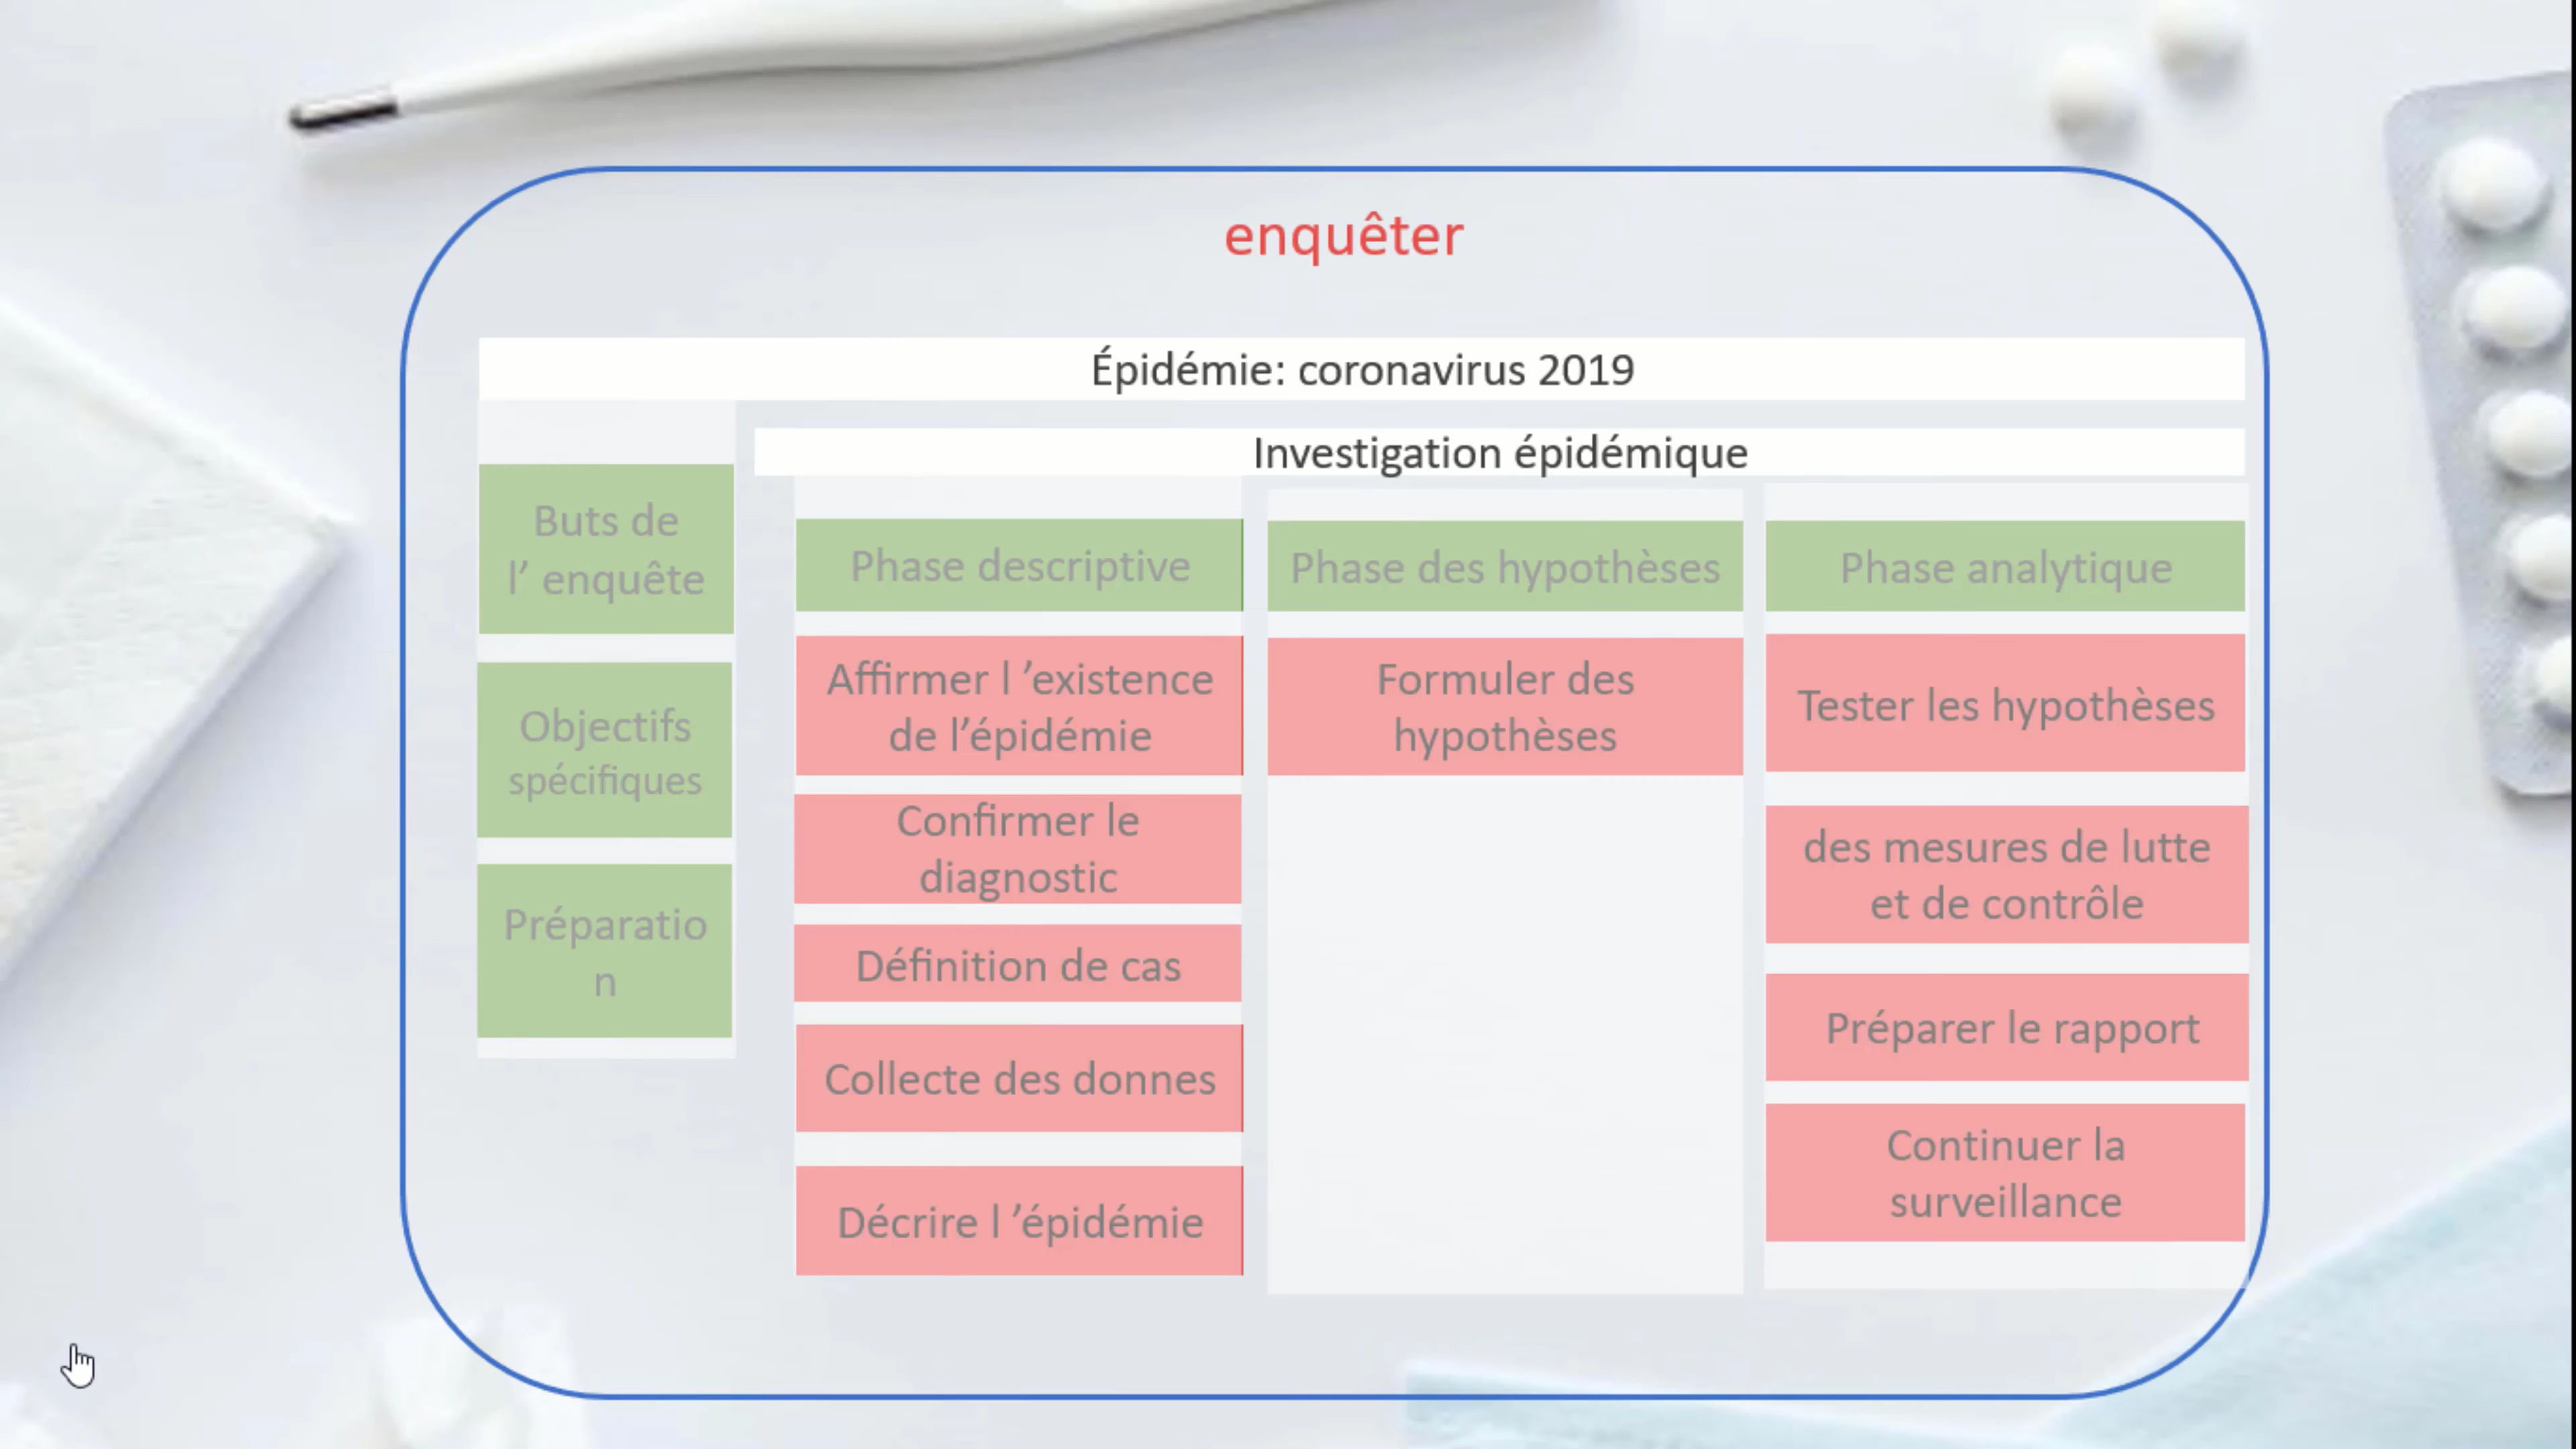 enquêter
Épidémie: coronavirus 2019
Investigation épidémique
Buts de
l’ enquête
Objectifs
spécifiques
Préparatio
n
Phase descriptive
Affirmer l ’existence
de l’épidémie
Confirmer le
diagnostic
Définition de cas
Collecte des donnes
Décrire l ’épidémie
Phase des hypothèses
Formuler des
hypothèses
Phase analytique
Tester les hypothèses
des mesures de lutte
et de contrôle
Préparer le rapport
Continuer la
surveillance